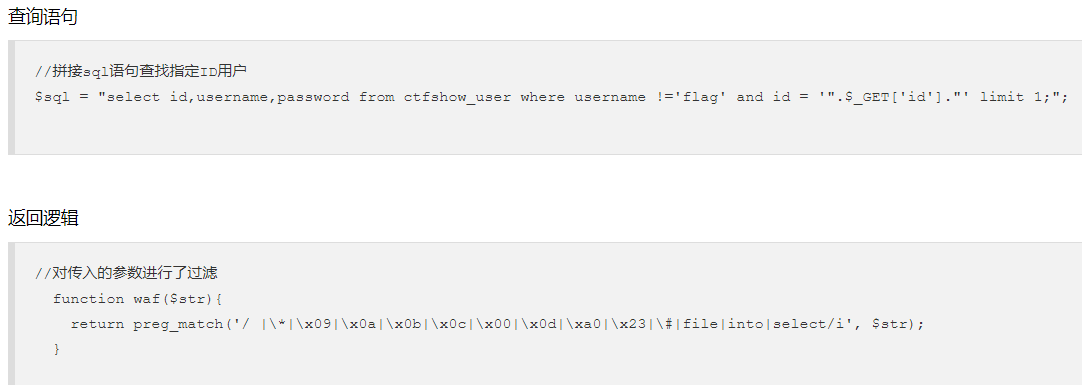 查询语句
//拼接sql语句查找指定ID用户
$sql = "select id,username,password from ctfshow_user where username !='flag' and id = '".$_GET['id']."' limit 1;";
返回逻辑
//对传入的参数进行了过滤
function waf($str){
return preg_match('/ |\*|\x09|\x0a|\x0b|\x0c|\x00|\x0d|\xa0|\x23|\#|file|into|select/i', $str);
}